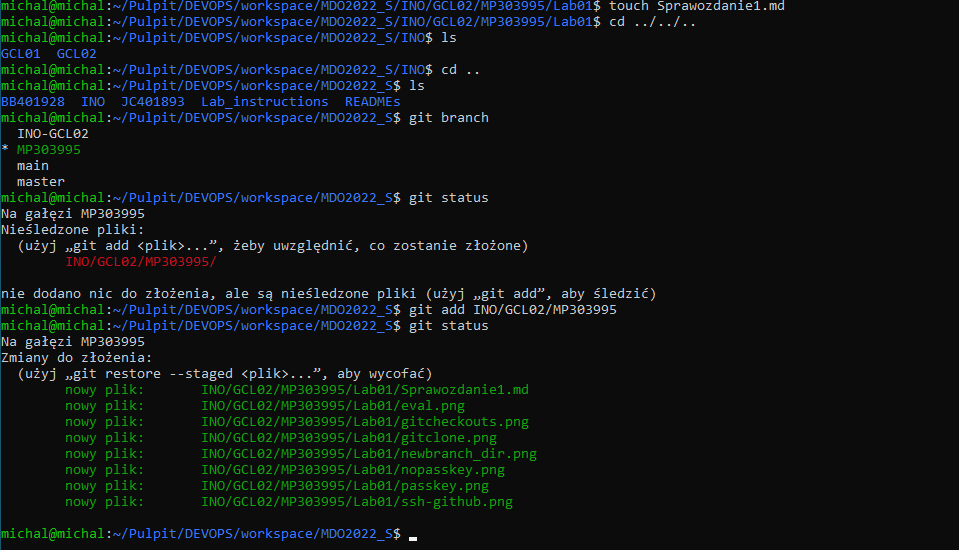 michal@michal:~/Pulpit/DEVOPS/workspace/MDO2022_S/INO/GCL02/MP303995/Lab01$ touch Sprawozdanie1.md
michal@michal:~/Pulpit/DEVOPS/workspace/MDO2022_S/INO/GCL02/MP303995/Lab01$ cd ../../..
michal@michal:~/Pulpit/DEVOPS/workspace/MDO2022_S/INO$ ls
GCL01  GCL02
michal@michal:~/Pulpit/DEVOPS/workspace/MDO2022_S/INO$ cd ..
michal@michal:~/Pulpit/DEVOPS/workspace/MDO2022_S$ ls
BB401928  INO  JC401893  Lab_instructions  READMEs
michal@michal:~/Pulpit/DEVOPS/workspace/MDO2022_S$ git branch
  INO-GCL02
* MP303995
  main
  master
michal@michal:~/Pulpit/DEVOPS/workspace/MDO2022_S$ git status
Na gałęzi MP303995
Nieśledzone pliki:
  (użyj „git add <plik>...”, żeby uwzględnić, co zostanie złożone)
        INO/GCL02/MP303995/

nie dodano nic do złożenia, ale są nieśledzone pliki (użyj „git add”, aby śledzić)
michal@michal:~/Pulpit/DEVOPS/workspace/MDO2022_S$ git add INO/GCL02/MP303995
michal@michal:~/Pulpit/DEVOPS/workspace/MDO2022_S$ git status
Na gałęzi MP303995
Zmiany do złożenia:
  (użyj „git restore --staged <plik>...”, aby wycofać)
        nowy plik:       INO/GCL02/MP303995/Lab01/Sprawozdanie1.md
        nowy plik:       INO/GCL02/MP303995/Lab01/eval.png
        nowy plik:       INO/GCL02/MP303995/Lab01/gitcheckouts.png
        nowy plik:       INO/GCL02/MP303995/Lab01/gitclone.png
        nowy plik:       INO/GCL02/MP303995/Lab01/newbranch_dir.png
        nowy plik:       INO/GCL02/MP303995/Lab01/nopasskey.png
        nowy plik:       INO/GCL02/MP303995/Lab01/passkey.png
        nowy plik:       INO/GCL02/MP303995/Lab01/ssh-github.png

michal@michal:~/Pulpit/DEVOPS/workspace/MDO2022_S$